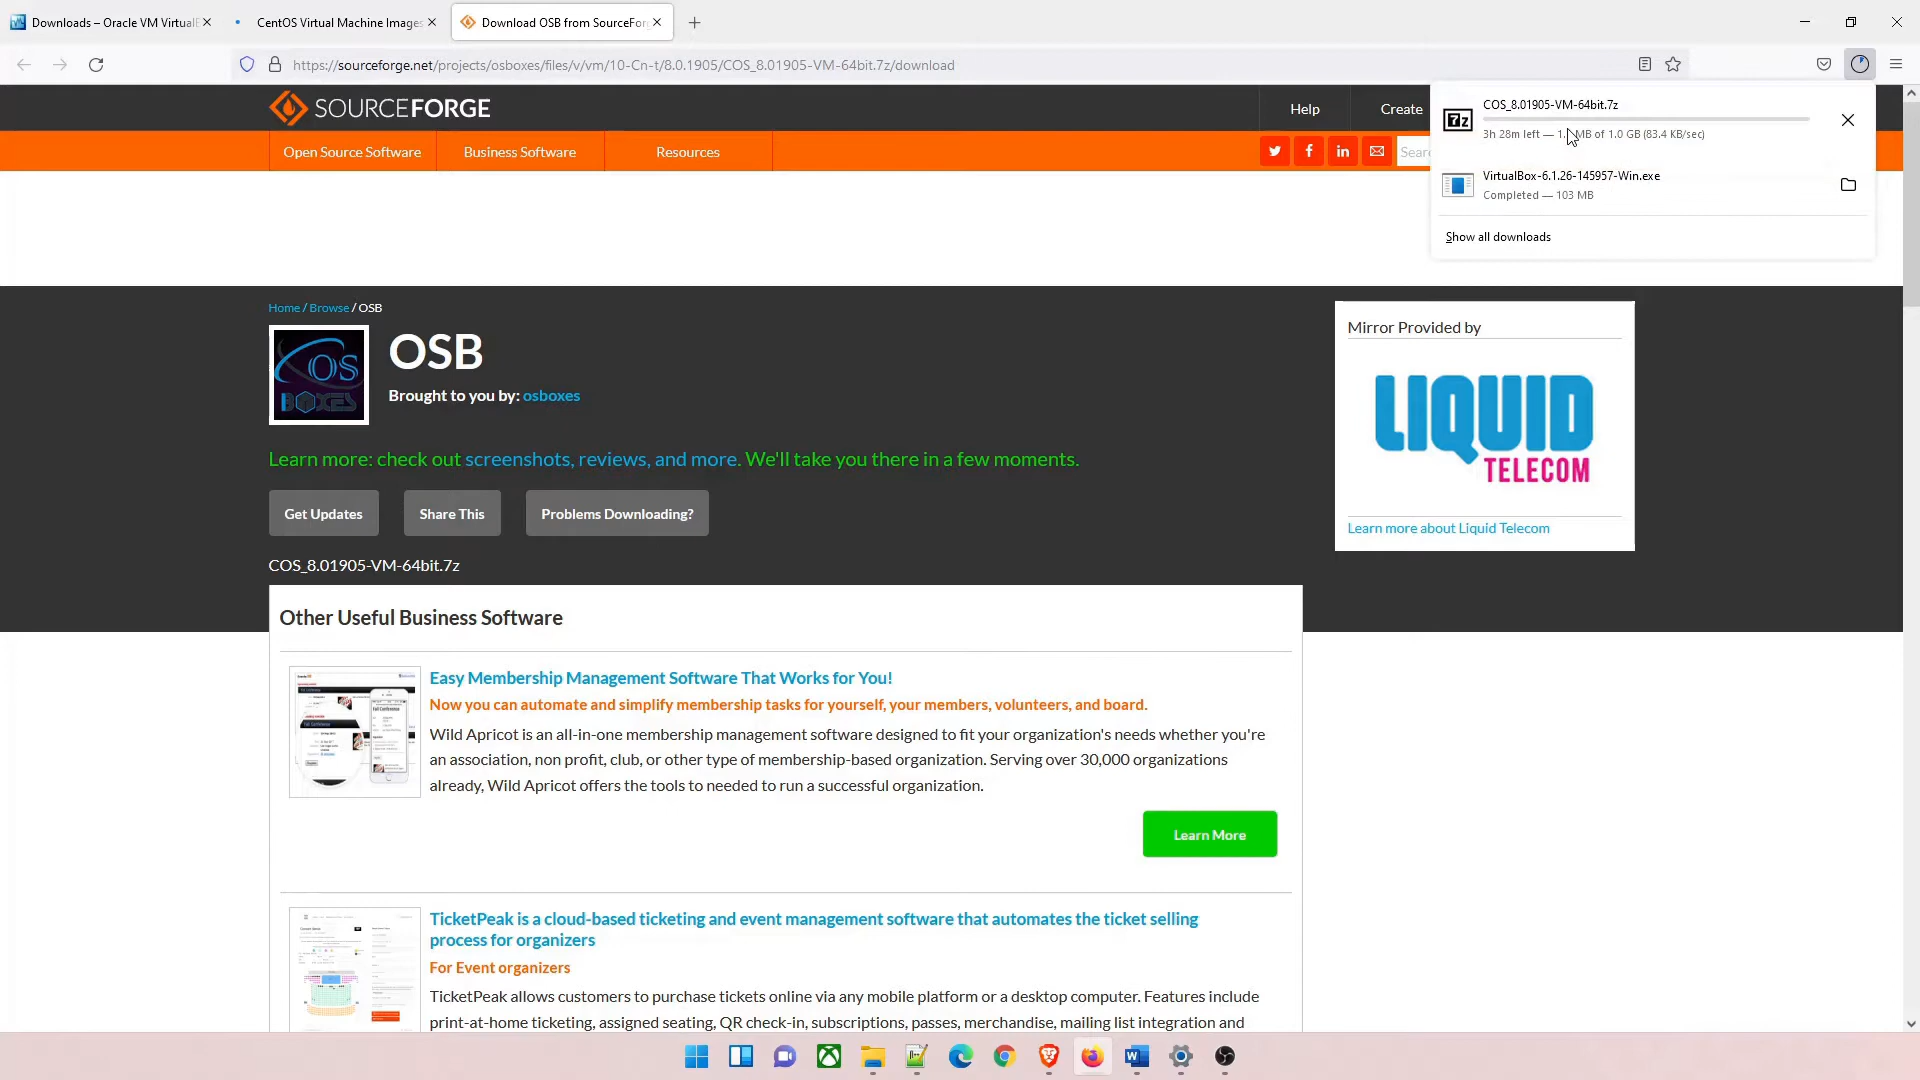 Downloads – Oracle VM Virtuall
CentOS Virtual Machine Images
Download OSB from SourceForg
https://sourceforge.net/projects/osboxes/files/v/vm/10-Cn-t/8.0.1905/COS_8.01905-VM-64bit.7z/download
SOURCEFORGE
Help
Create
Open Source Software
Business Software
Resources
Sear
7z
COS_8.01905-VM-64bit.7z
3h 28m left — 1. MB of 1.0 GB (83.4 KB/sec)
VirtualBox-6.1.26-145957-Win.exe
Completed — 103 MB
Show all downloads
Home / Browse / OSB
OS
BOXES
OSB
Brought to you by: osboxes
Learn more: check out screenshots, reviews, and more. We'll take you there in a few moments.
Get Updates
Share This
Problems Downloading?
COS_8.01905-VM-64bit.7z
Mirror Provided by
LIQUID
TELECOM
Learn more about Liquid Telecom
Other Useful Business Software
Easy Membership Management Software That Works for You!
Now you can automate and simplify membership tasks for yourself, your members, volunteers, and board.
Wild Apricot is an all-in-one membership management software designed to fit your organization's needs whether you're
an association, non profit, club, or other type of membership-based organization. Serving over 30,000 organizations
already, Wild Apricot offers the tools to needed to run a successful organization.
Learn More
TicketPeak is a cloud-based ticketing and event management software that automates the ticket selling
process for organizers
For Event organizers
TicketPeak allows customers to purchase tickets online via any mobile platform or a desktop computer. Features include
print-at-home ticketing, assigned seating, QR check-in, subscriptions, passes, merchandise, mailing list integration and